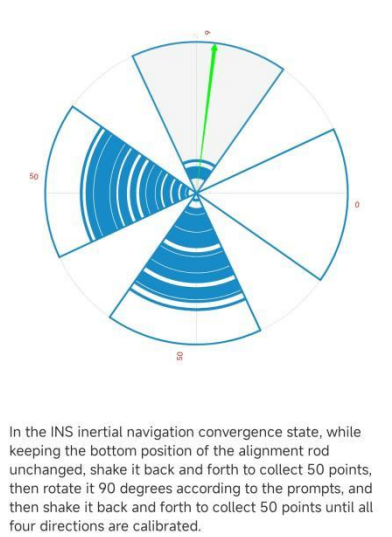 9
50
0
50
In the INS inertial navigation convergence state, while
keeping the bottom position of the alignment rod
unchanged, shake it back and forth to collect 50 points,
then rotate it 90 degrees according to the prompts, and
then shake it back and forth to collect 50 points until all
four directions are calibrated.